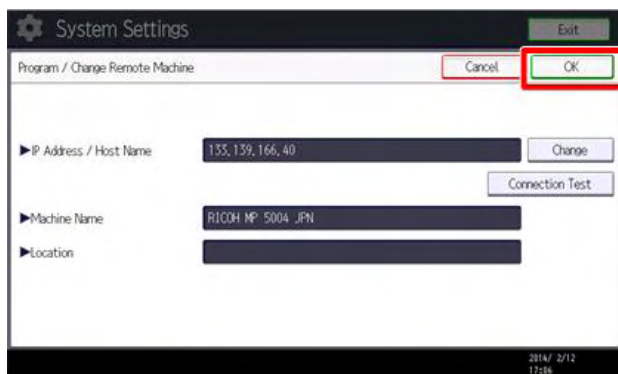 System Settings
Exit
Program / Change Remote Machine
Cancel
OK
►IP Address / Host Name
133,139,166,40
Change
Connection Test
►Machine Name
RICOH MP 5004 JPN
►Location
2014/ 2/12
17:06